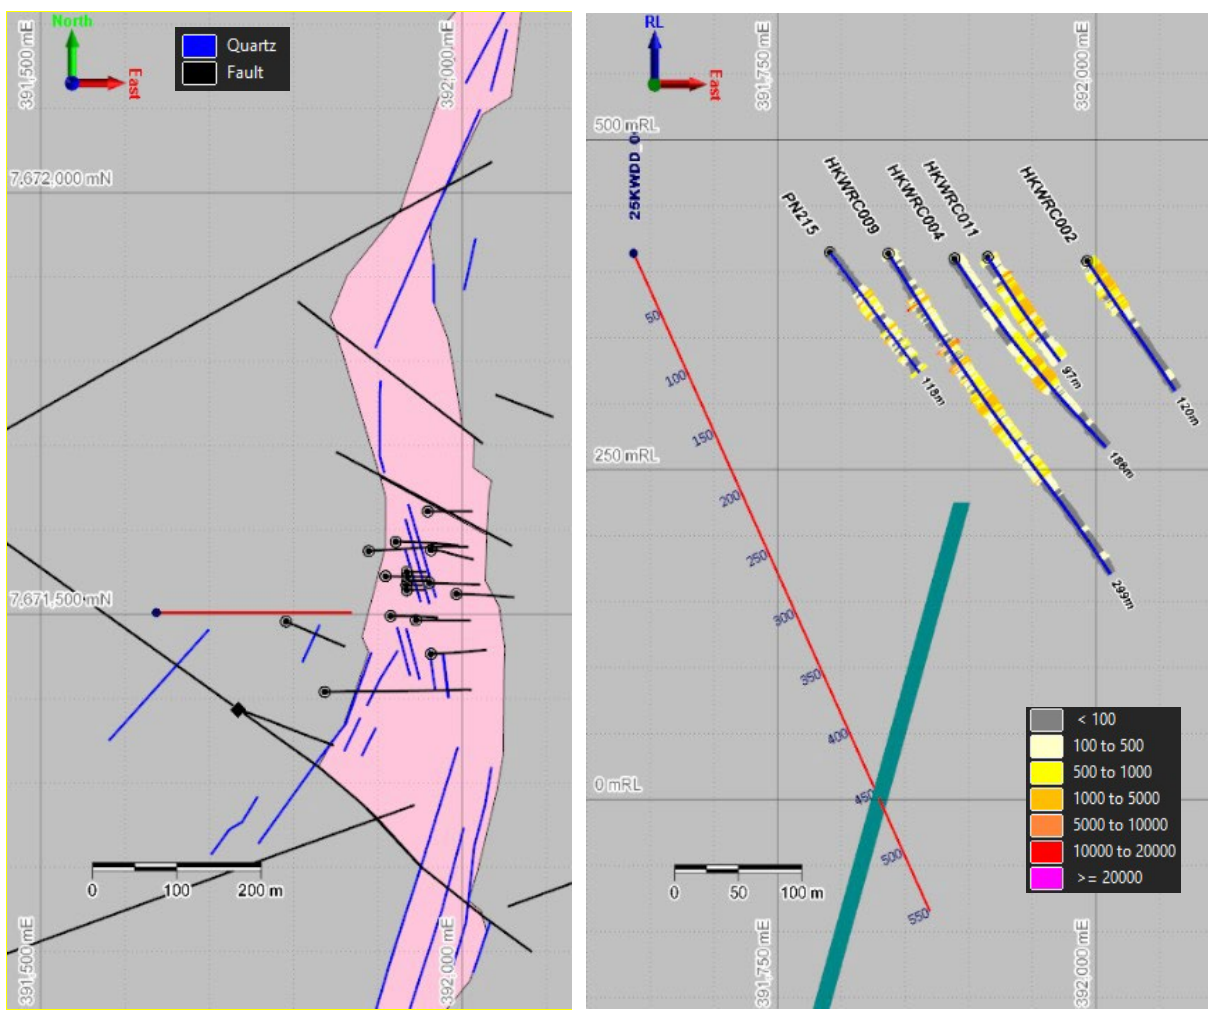 North
East
391,500 mE
392,000 mE
Quartz
Fault
7,672,000 mN
7,671,500 mN
0
100
200 m
391,500 mE
392,000 mE
RL
East
391,750 mE
392,000 mE
500 mRL
PN215
HKWRC009
HKWRC004
HKWRC011
HKWRC002
50
100
150
200
250
300
350
400
450
500
550
118m
97m
120m
186m
299m
250 mRL
0 mRL
< 100
100 to 500
500 to 1000
1000 to 5000
5000 to 10000
10000 to 20000
>= 20000
0
50
100 m
391,750 mE
392,000 mE